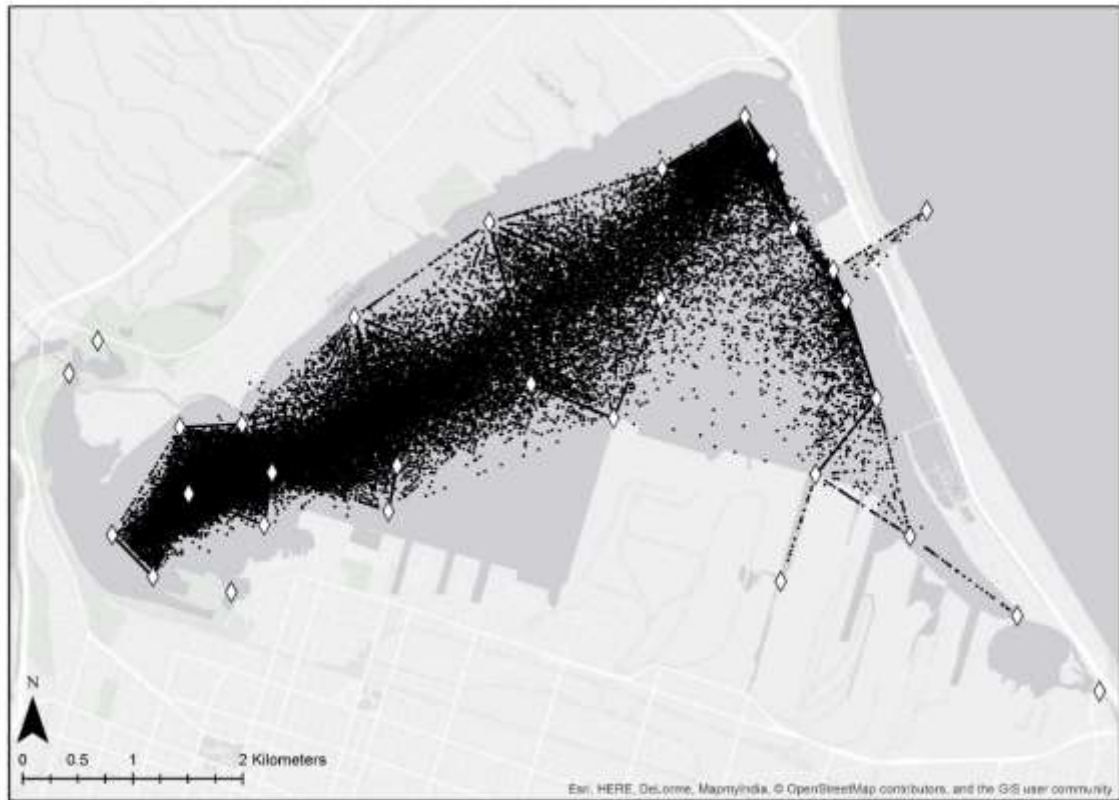 N
0 0.5 1 2 Kilometers
Esri, HERE, DeLorme, MapmyIndia, © OpenStreetMap contributors, and the GIS user community